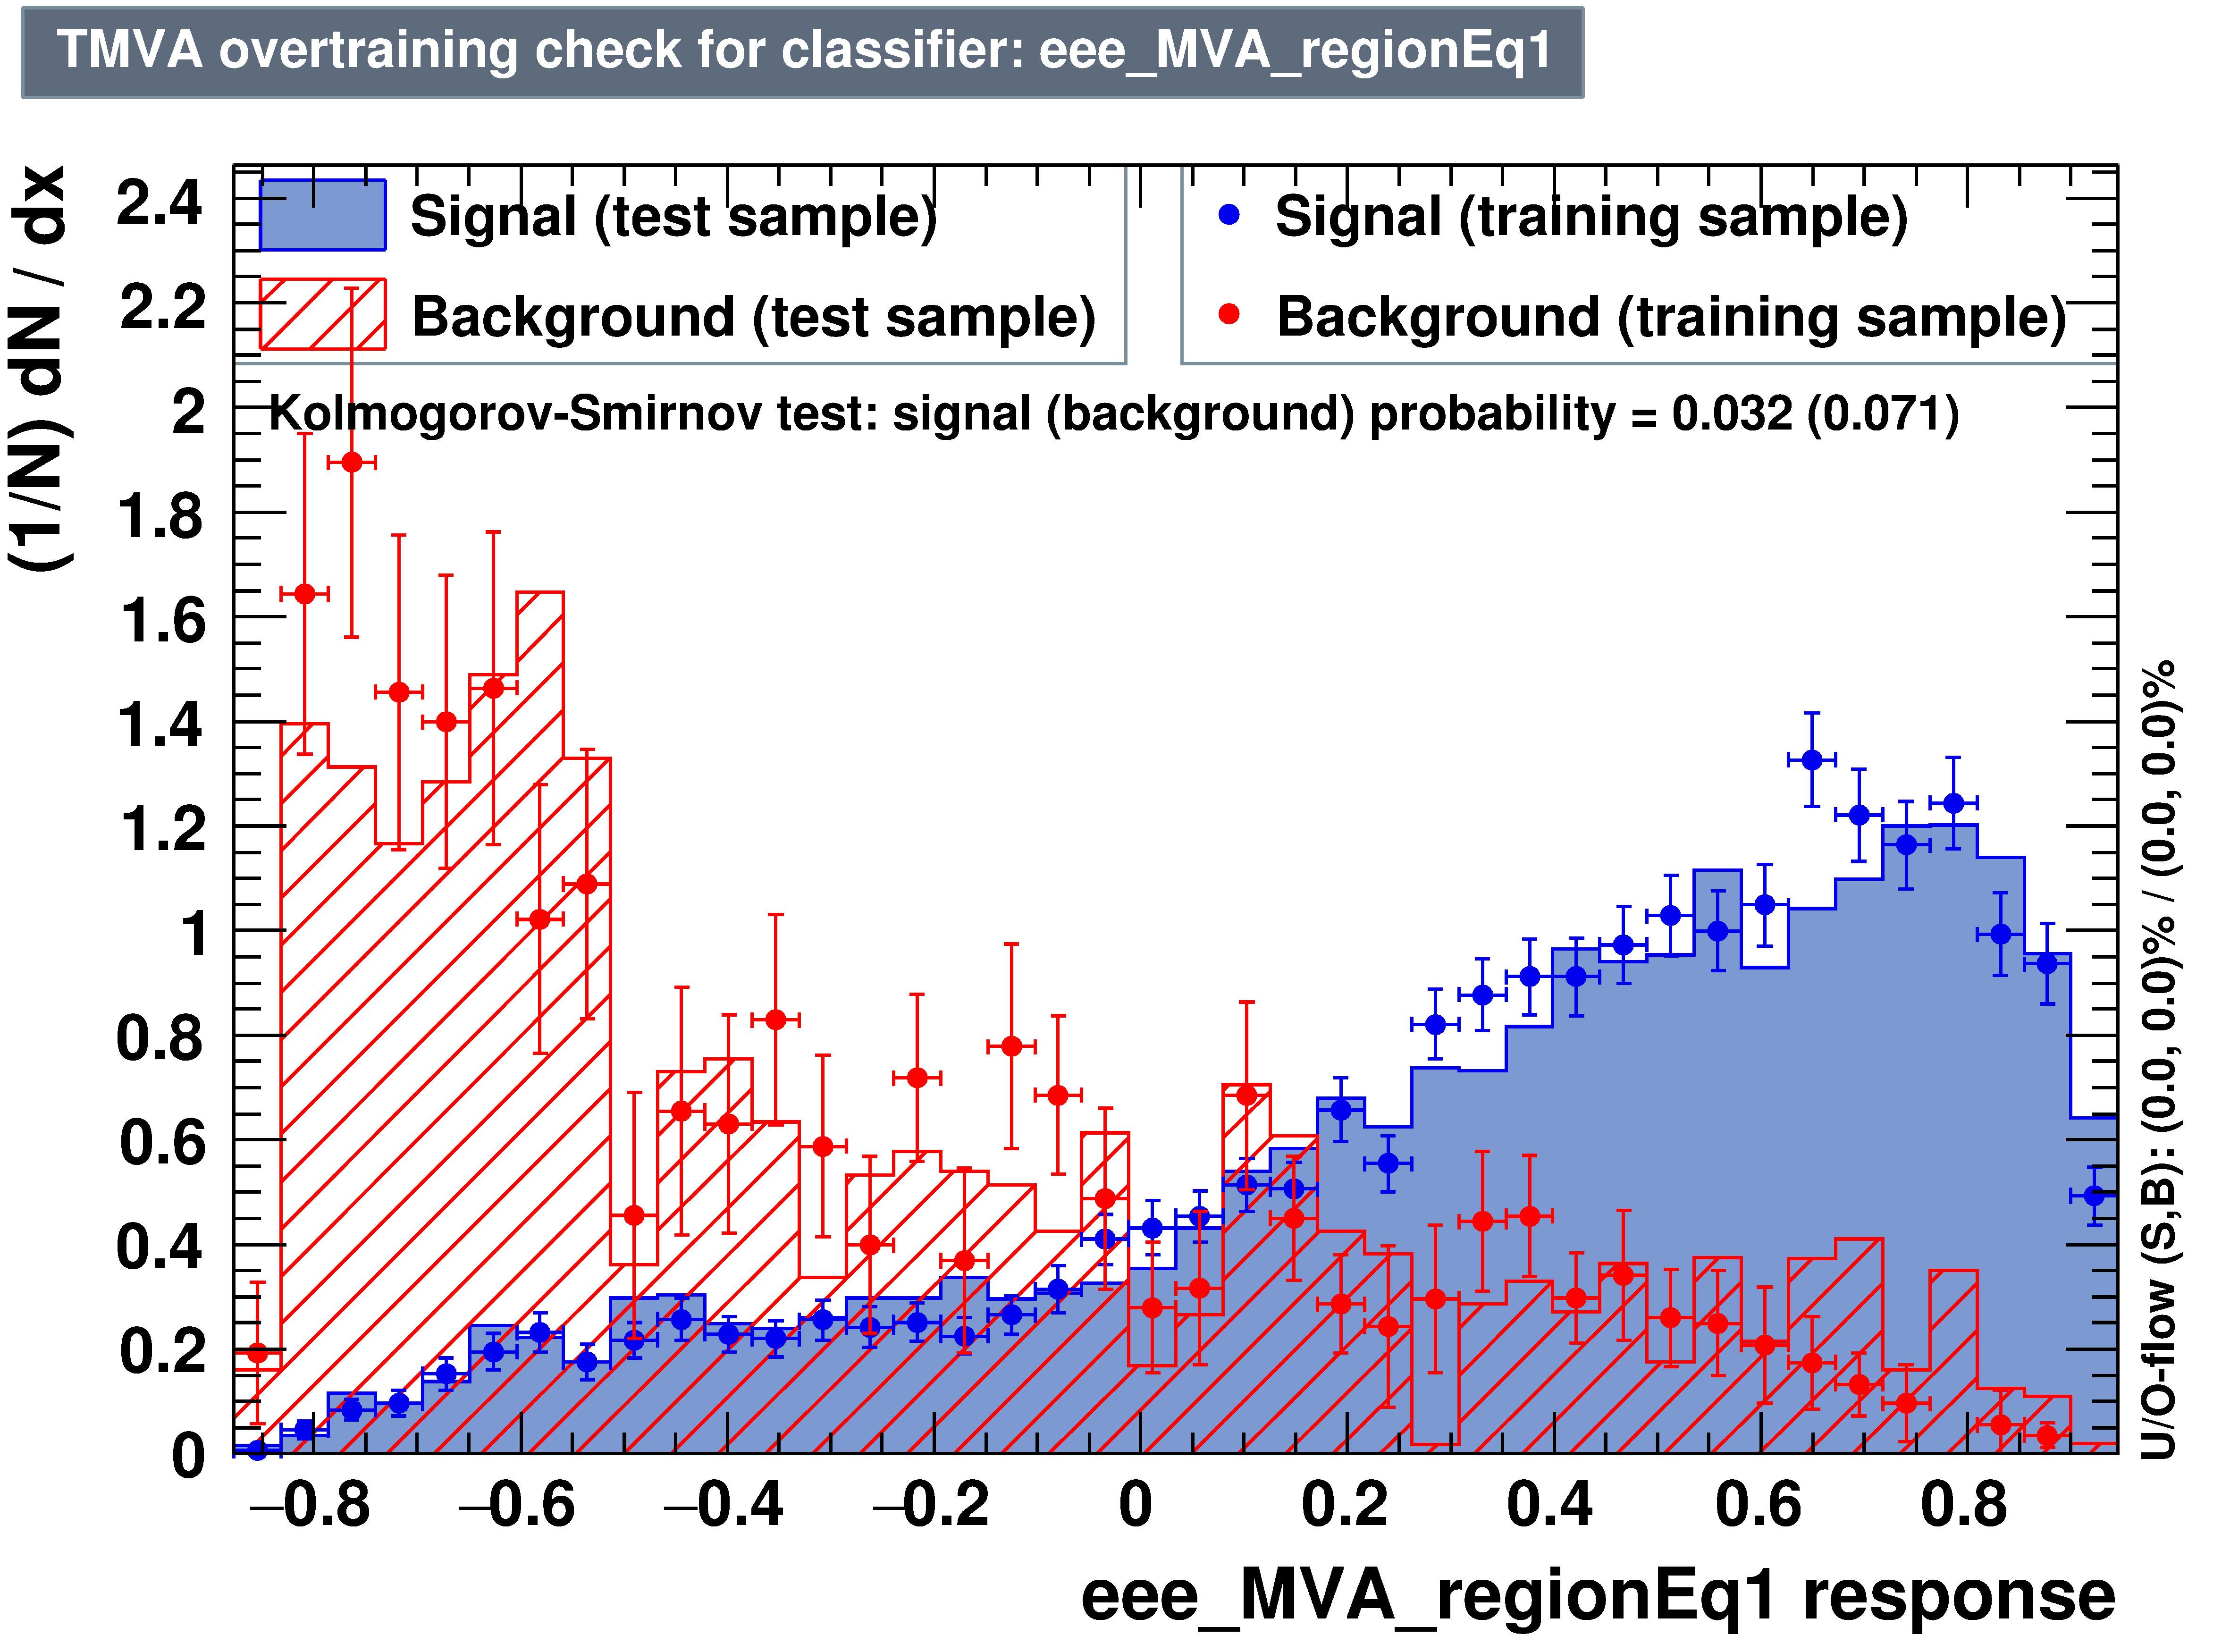 TMVA overtraining check for classifier: eee_MVA_regionEq1
(1/N) dN / dx
Signal (test sample)
Background (test sample)
Signal (training sample)
Background (training sample)
Kolmogorov-Smirnov test: signal (background) probability = 0.032 (0.071)
2.4
2.2
2
1.8
1.6
1.4
1.2
1
0.8
0.6
0.4
0.2
0
−0.8
−0.6
−0.4
−0.2
0
0.2
0.4
0.6
0.8
eee_MVA_regionEq1 response
U/O-flow (S,B): (0.0, 0.0)% / (0.0, 0.0)%